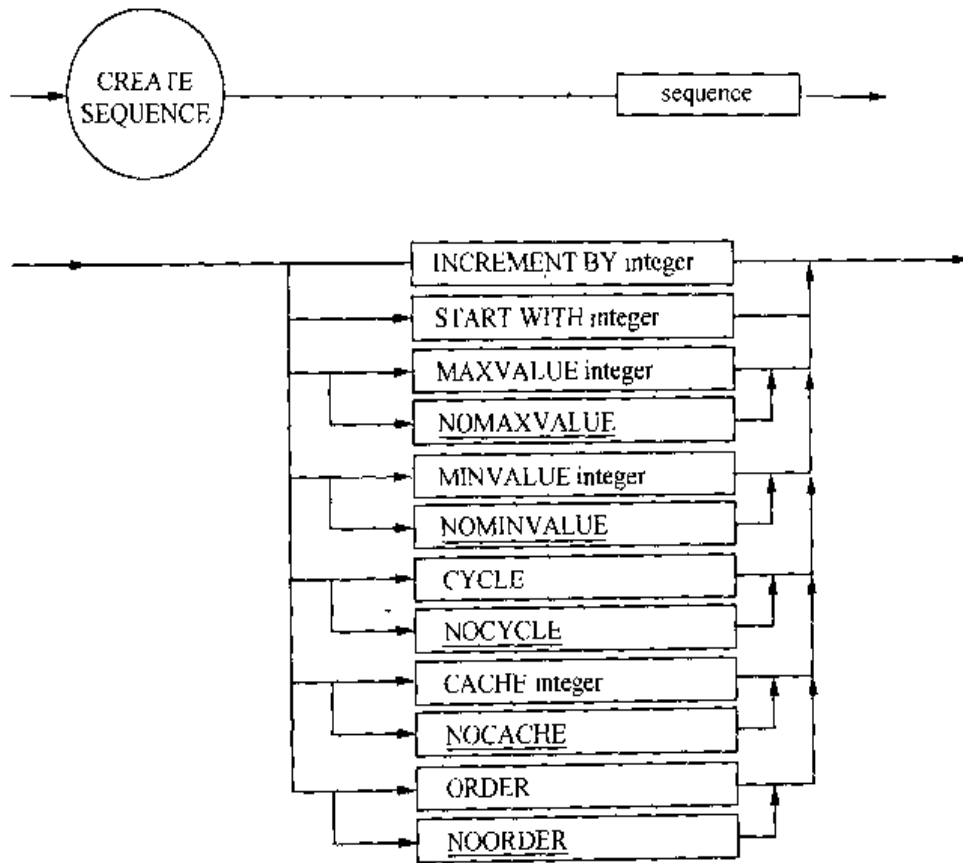 CREATE
SEQUENCE
sequence
INCREMENT BY integer
START WITH integer
MAXVALUE integer
NOMAXVALUE
MINVALUE integer
NOMINVALUE
CYCLE
NOCYCLE
CACHE integer
NOCACHE
ORDER
NOORDER